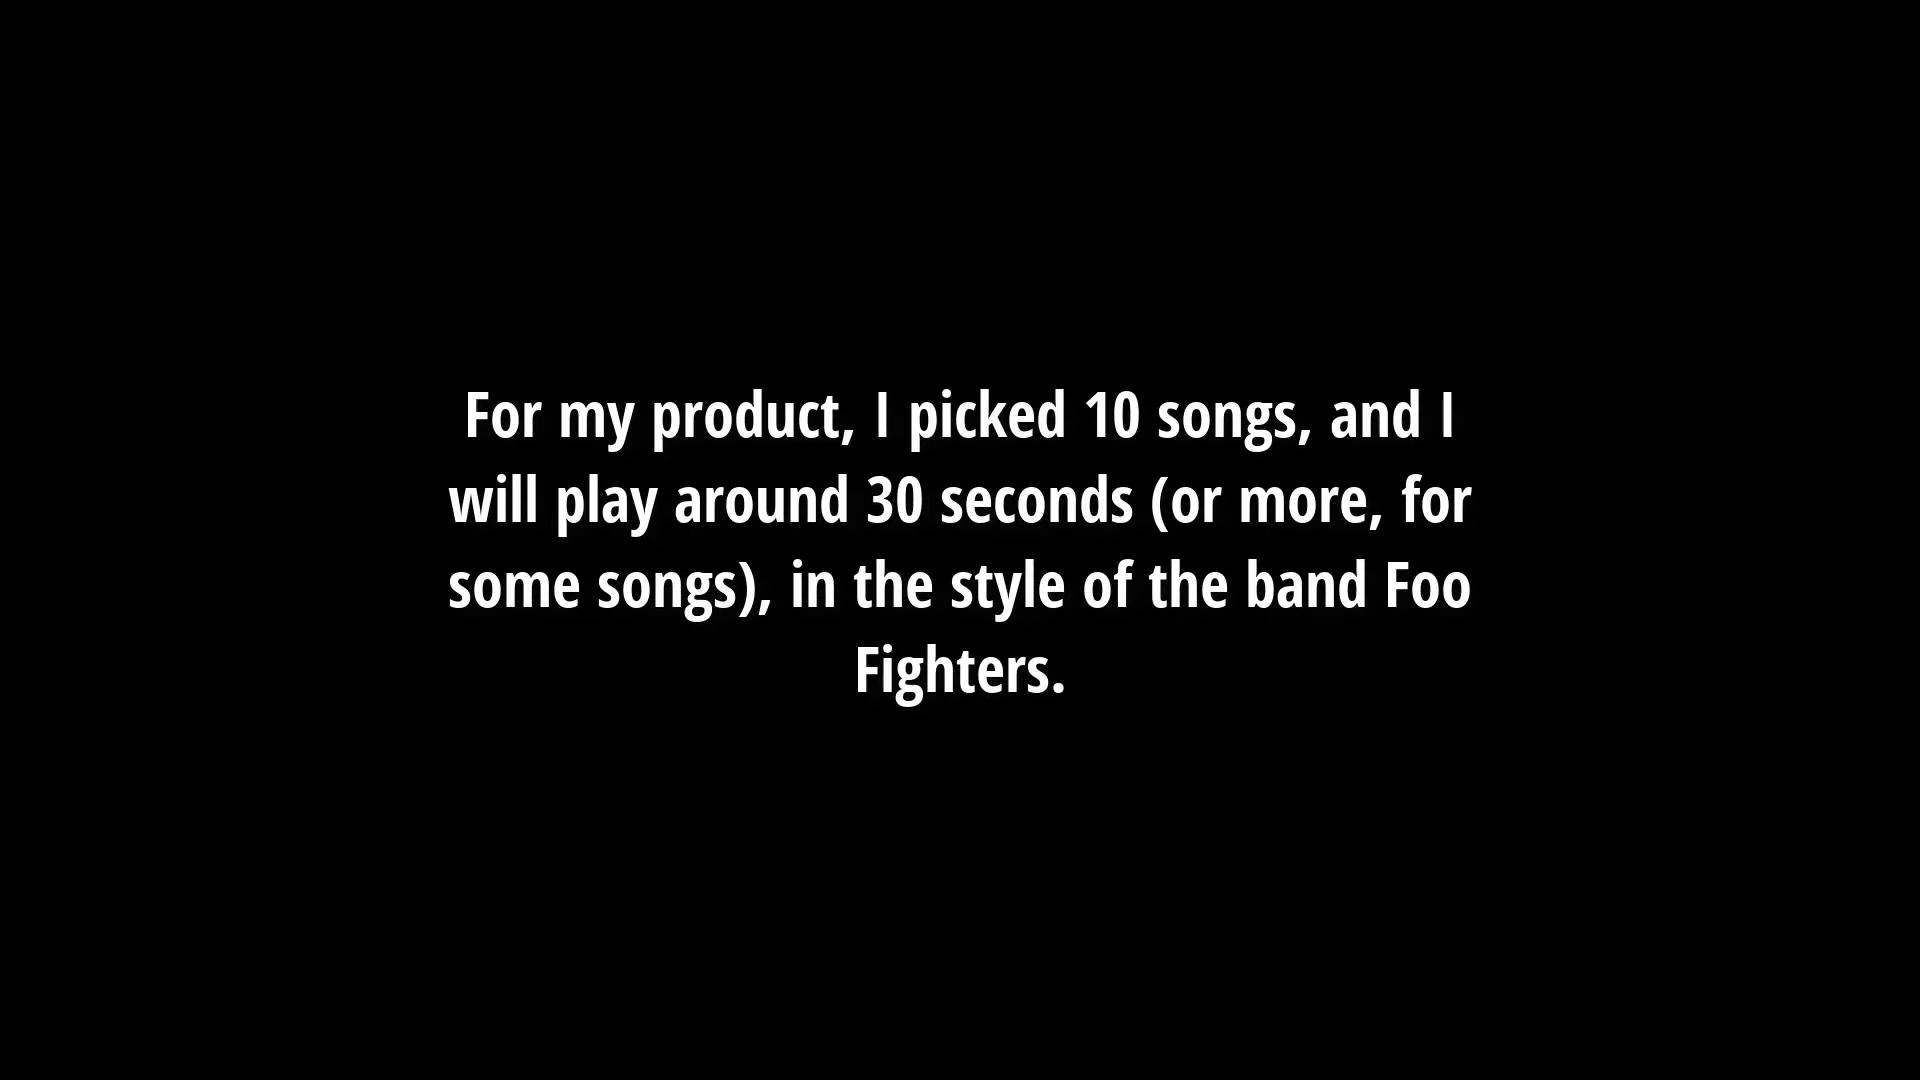 For my product, I picked 10 songs, and I
will play around 30 seconds (or more, for
some songs), in the style of the band Foo
Fighters.